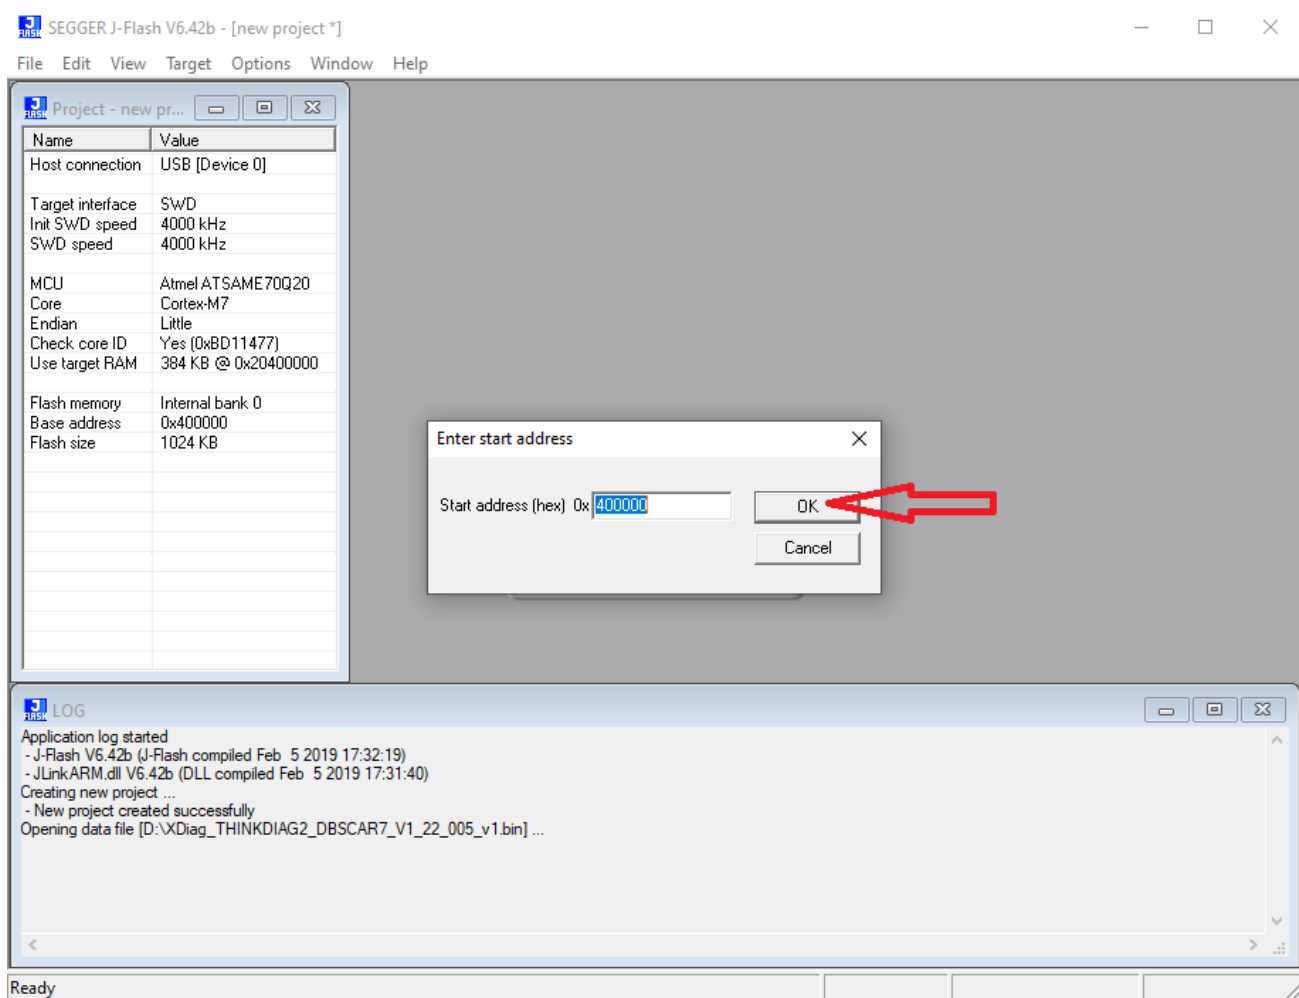 SEGGER J-Flash V6.42b - [new project *]
File Edit View Target Options Window Help
Project - new pr...
Name Value
Host connection USB [Device 0]
Target interface SWD
Init SWD speed 4000 kHz
SWD speed 4000 kHz
MCU Atmel ATSAME70Q20
Core Cortex-M7
Endian Little
Check core ID Yes (0xBD11477)
Use target RAM 384 KB @ 0x20400000
Flash memory Internal bank 0
Base address 0x400000
Flash size 1024 KB
Enter start address
Start address (hex) 0x 400000 OK
Cancel
LOG
Application log started
- J-Flash V6.42b (J-Flash compiled Feb 5 2019 17:32:19)
- JLinkARM.dll V6.42b (DLL compiled Feb 5 2019 17:31:40)
Creating new project ...
- New project created successfully
Opening data file [D:\XDiag_THINKDIAG2_DBSCAR7_V1_22_005_v1.bin] ...
Ready